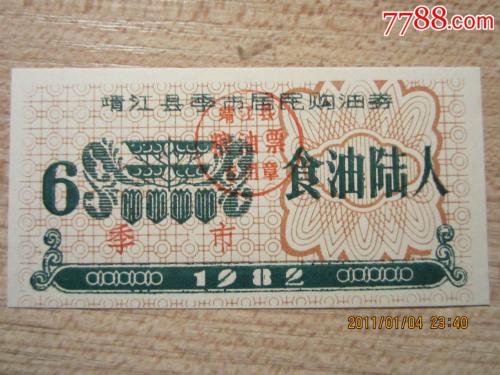 7788.com
靖江县季市居民购油券
靖江县
粮油票
专用章
6
食油陆人
季 市
1982
2011/01/04 23:40